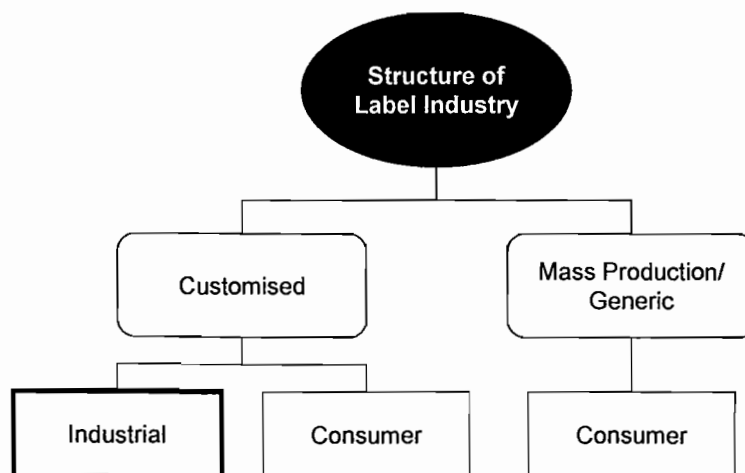 Structure of
Label Industry
Customised
Mass Production/
Generic
Industrial
Consumer
Consumer